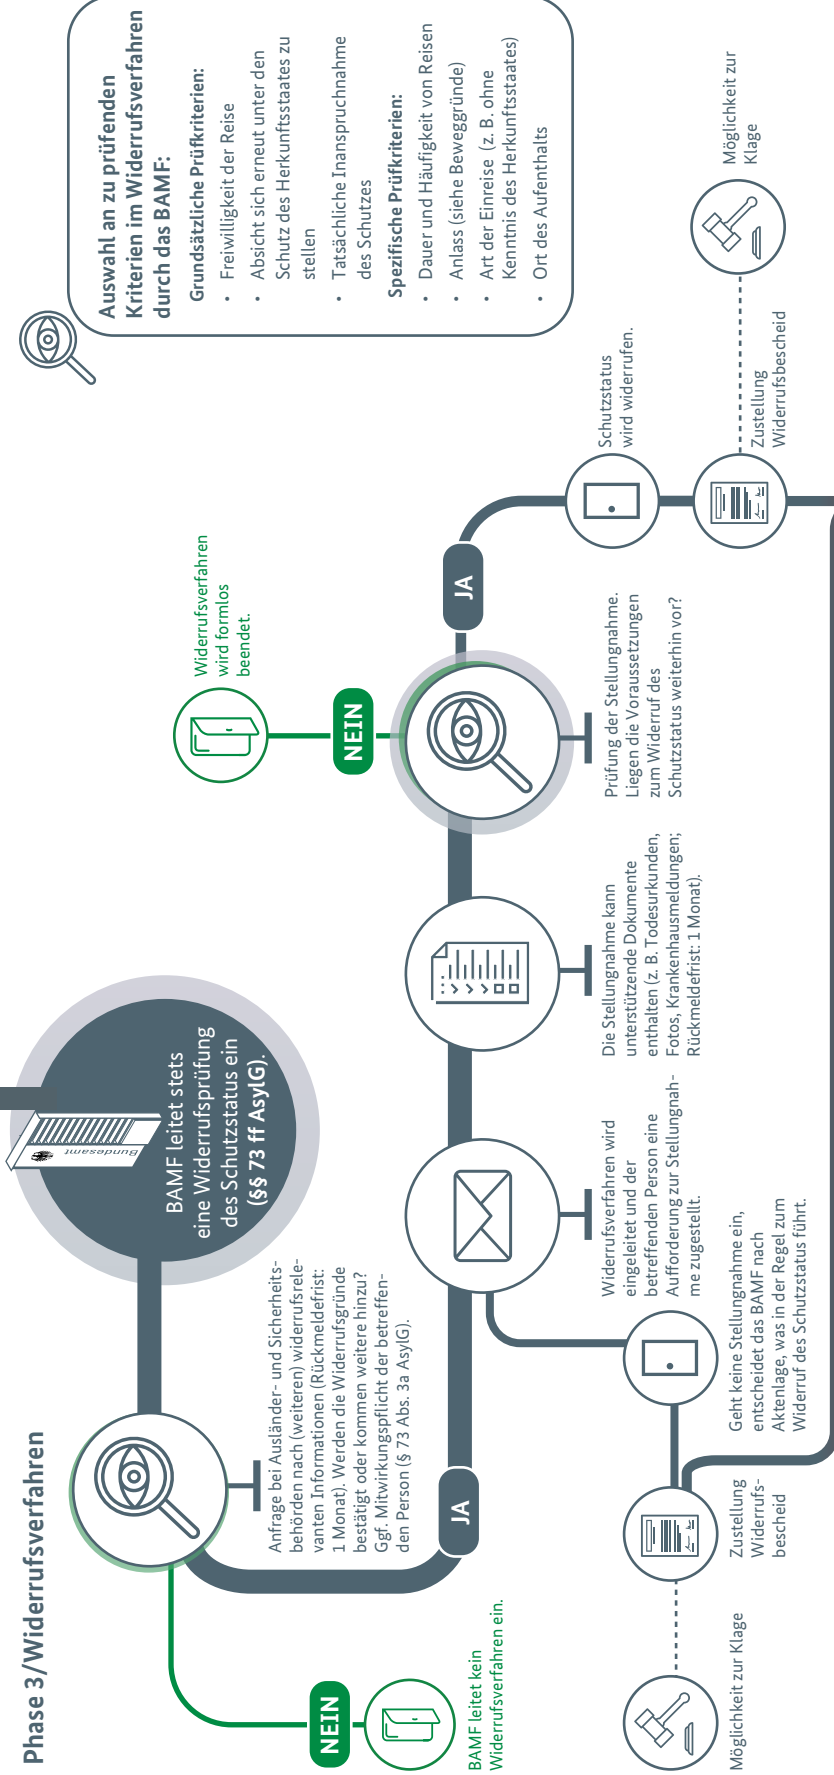 Phase 3/Widerrufsverfahren
Bundesamt
BAMF leitet stets
eine Widerrufsprüfung
des Schutzstatus ein
(§§ 73 ff AsylG).
Anfrage bei Ausländer- und Sicherheits-
behörden nach (weiteren) widerrufsrele-
vanten Informationen (Rückmeldefrist:
1 Monat). Werden die Widerrufsgründe
bestätigt oder kommen weitere hinzu?
Ggf. Mitwirkungspflicht der betreffen-
den Person (§ 73 Abs. 3a AsylG).
NEIN
BAMF leitet kein
Widerrufsverfahren ein.
JA
Widerrufsverfahren wird
eingeleitet und der
betreffenden Person eine
Aufforderung zur Stellungnah-
me zugestellt.
Geht keine Stellungnahme ein,
entscheidet das BAMF nach
Aktenlage, was in der Regel zum
Widerruf des Schutzstatus führt.
Zustellung
Widerrufs-
bescheid
Möglichkeit zur Klage
Die Stellungnahme kann
unterstützende Dokumente
enthalten (z. B. Todesurkunden,
Fotos, Krankenhausmeldungen;
Rückmeldefrist: 1 Monat).
Prüfung der Stellungnahme.
Liegen die Voraussetzungen
zum Widerruf des
Schutzstatus weiterhin vor?
NEIN
Widerrufsverfahren
wird formlos
beendet.
JA
Schutzstatus
wird widerrufen.
Zustellung
Widerrufsbescheid
Möglichkeit zur
Klage
Auswahl an zu prüfenden
Kriterien im Widerrufsverfahren
durch das BAMF:
Grundsätzliche Prüfkriterien:
• Freiwilligkeit der Reise
• Absicht sich erneut unter den
Schutz des Herkunftsstaates zu
stellen
• Tatsächliche Inanspruchnahme
des Schutzes
Spezifische Prüfkriterien:
• Dauer und Häufigkeit von Reisen
• Anlass (siehe Beweggründe)
• Art der Einreise (z. B. ohne
Kenntnis des Herkunftsstaates)
• Ort des Aufenthalts